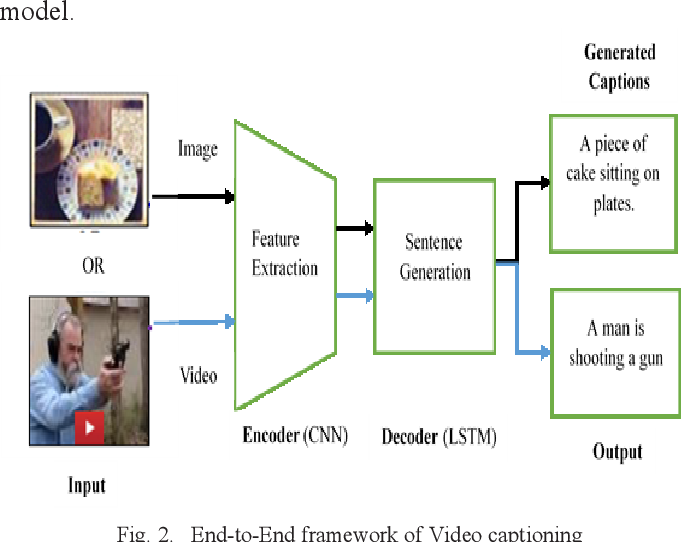 model.
Generated
Captions
Image
A piece of
cake sitting on
plates.
OR
Feature
Extraction
Sentence
Generation
Video
A man is
shooting a gun
Encoder (CNN)
Decoder (LSTM)
Output
Input
Fig. 2. End-to-End framework of Video captioning